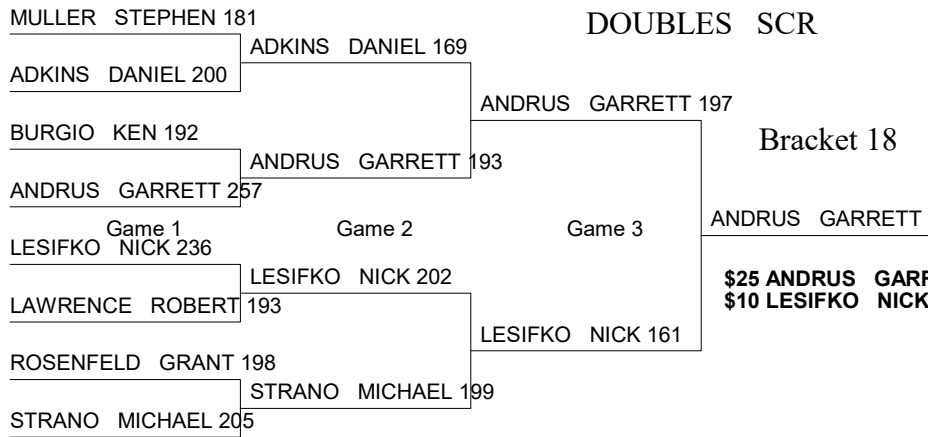 MULLER STEPHEN 181
DOUBLES SCR
ADKINS DANIEL 169
ADKINS DANIEL 200
ANDRUS GARRETT 197
BURGIO KEN 192
Bracket 18
ANDRUS GARRETT 193
ANDRUS GARRETT 257
Game 1
Game 2
Game 3
ANDRUS GARRETT
LESIFKO NICK 236
LESIFKO NICK 202
$25 ANDRUS GARR
$10 LESIFKO NICK
LAWRENCE ROBERT 193
LESIFKO NICK 161
ROSENFELD GRANT 198
STRANO MICHAEL 199
STRANO MICHAEL 205